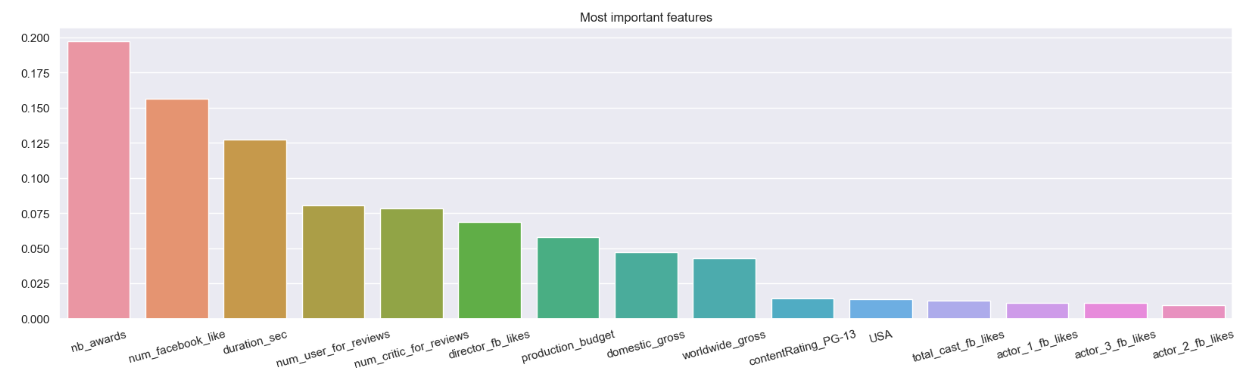 Most important features
0.200
0.175
0.150
0.125
0.100
0.075
0.050
0.025
0.000
nb_awards
num_facebook_like
duration_sec
num_user_for_reviews
num_critic_for_reviews
director_fb_likes
production_budget
domestic_gross
worldwide_gross
contentRating_PG-13
USA
total_cast_fb_likes
actor_1_fb_likes
actor_3_fb_likes
actor_2_fb_likes